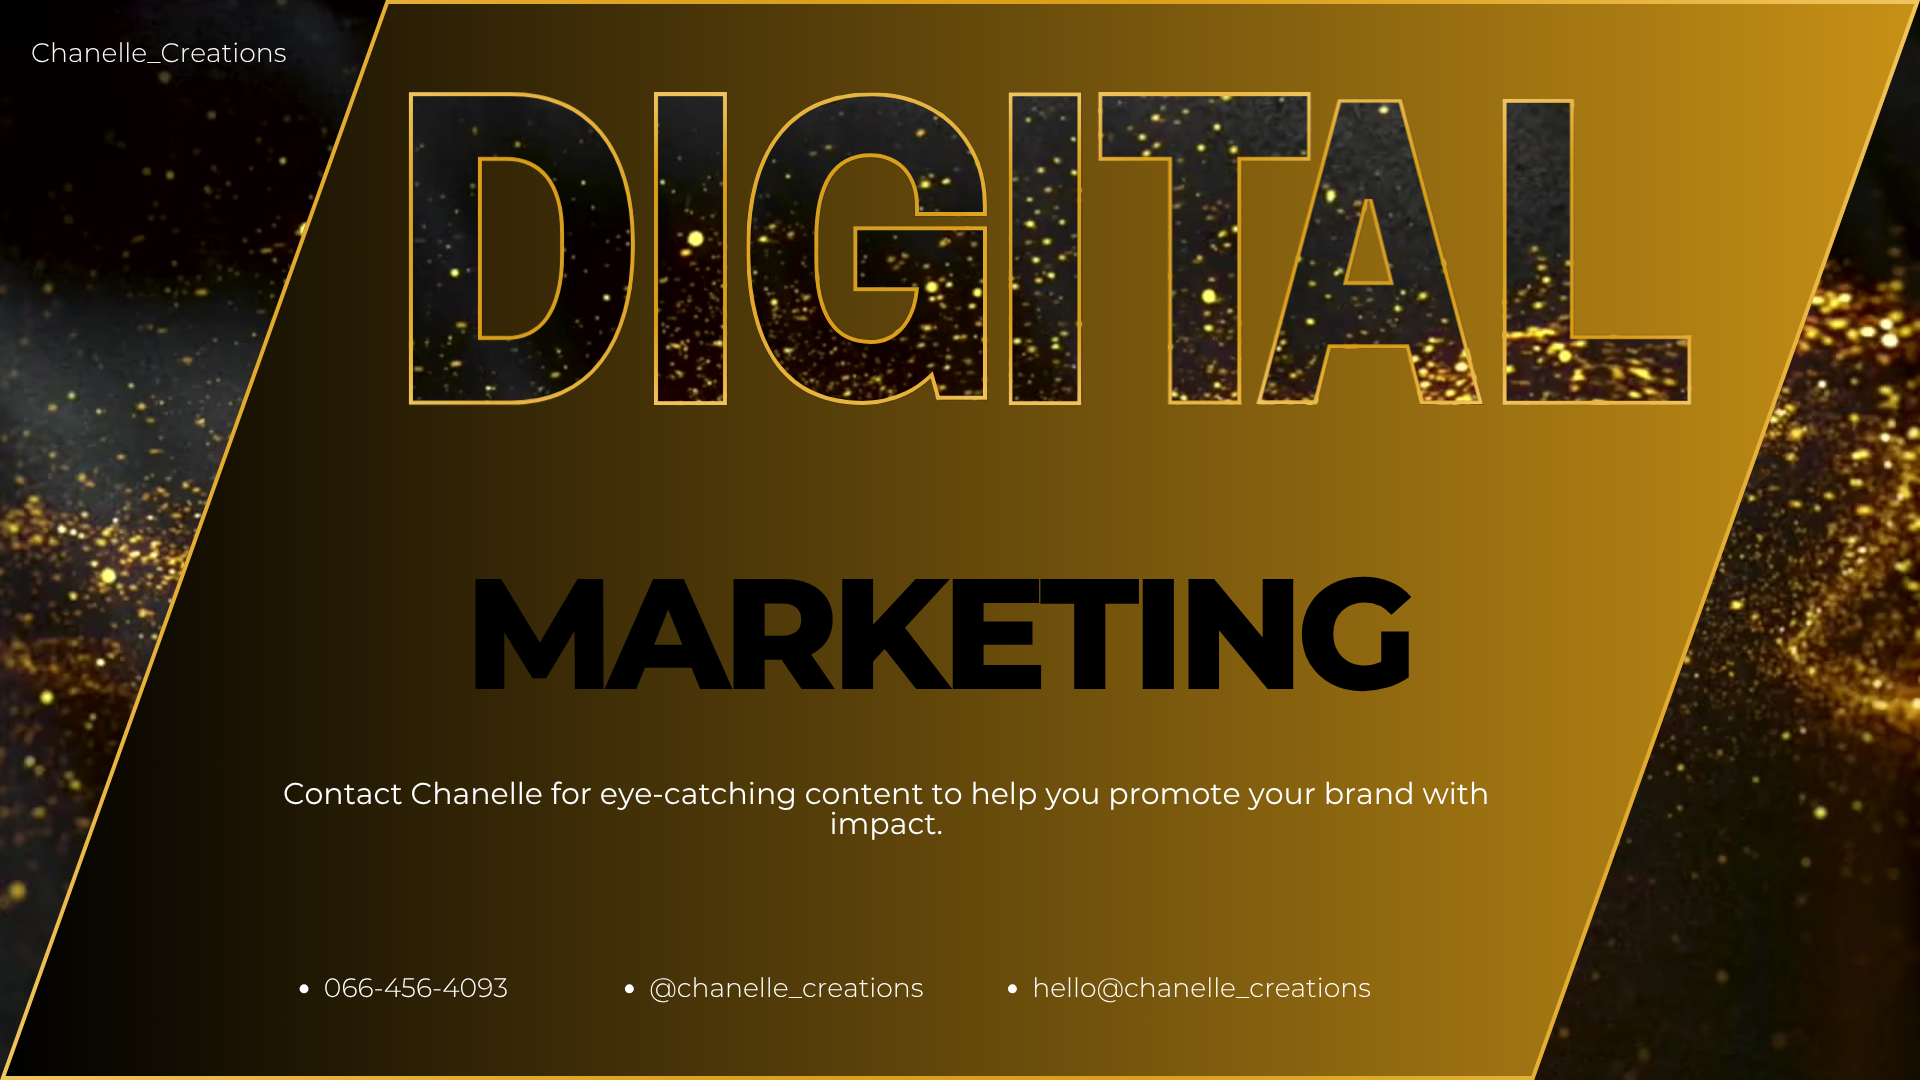 Chanelle_Creations
DIGITAL
MARKETING
Contact Chanelle for eye-catching content to help you promote your brand with
impact.
• 066-456-4093 • @chanelle_creations • hello@chanelle_creations